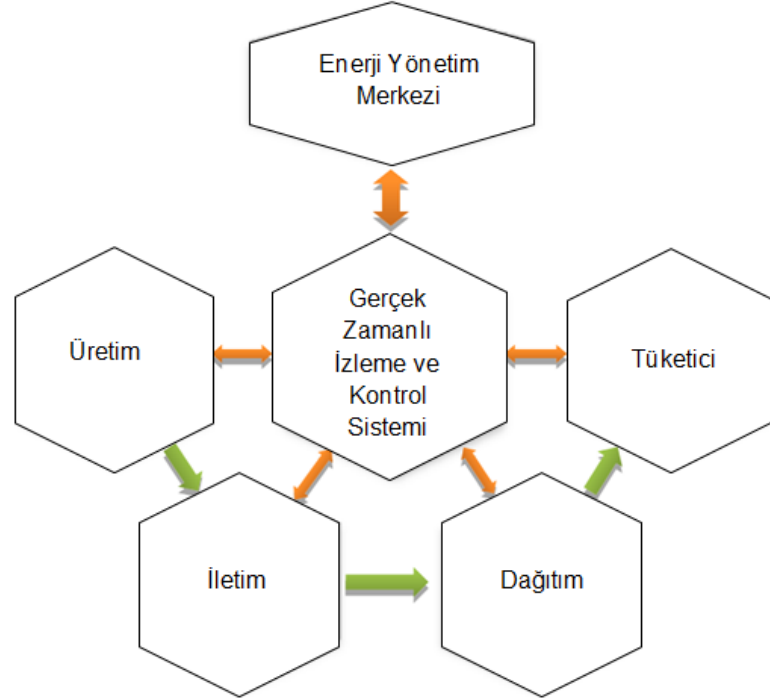 Enerji Yönetim
Merkezi
Gerçek
Zamanlı
İzleme ve
Kontrol
Sistemi
Üretim
Tüketici
İletim
Dağıtım